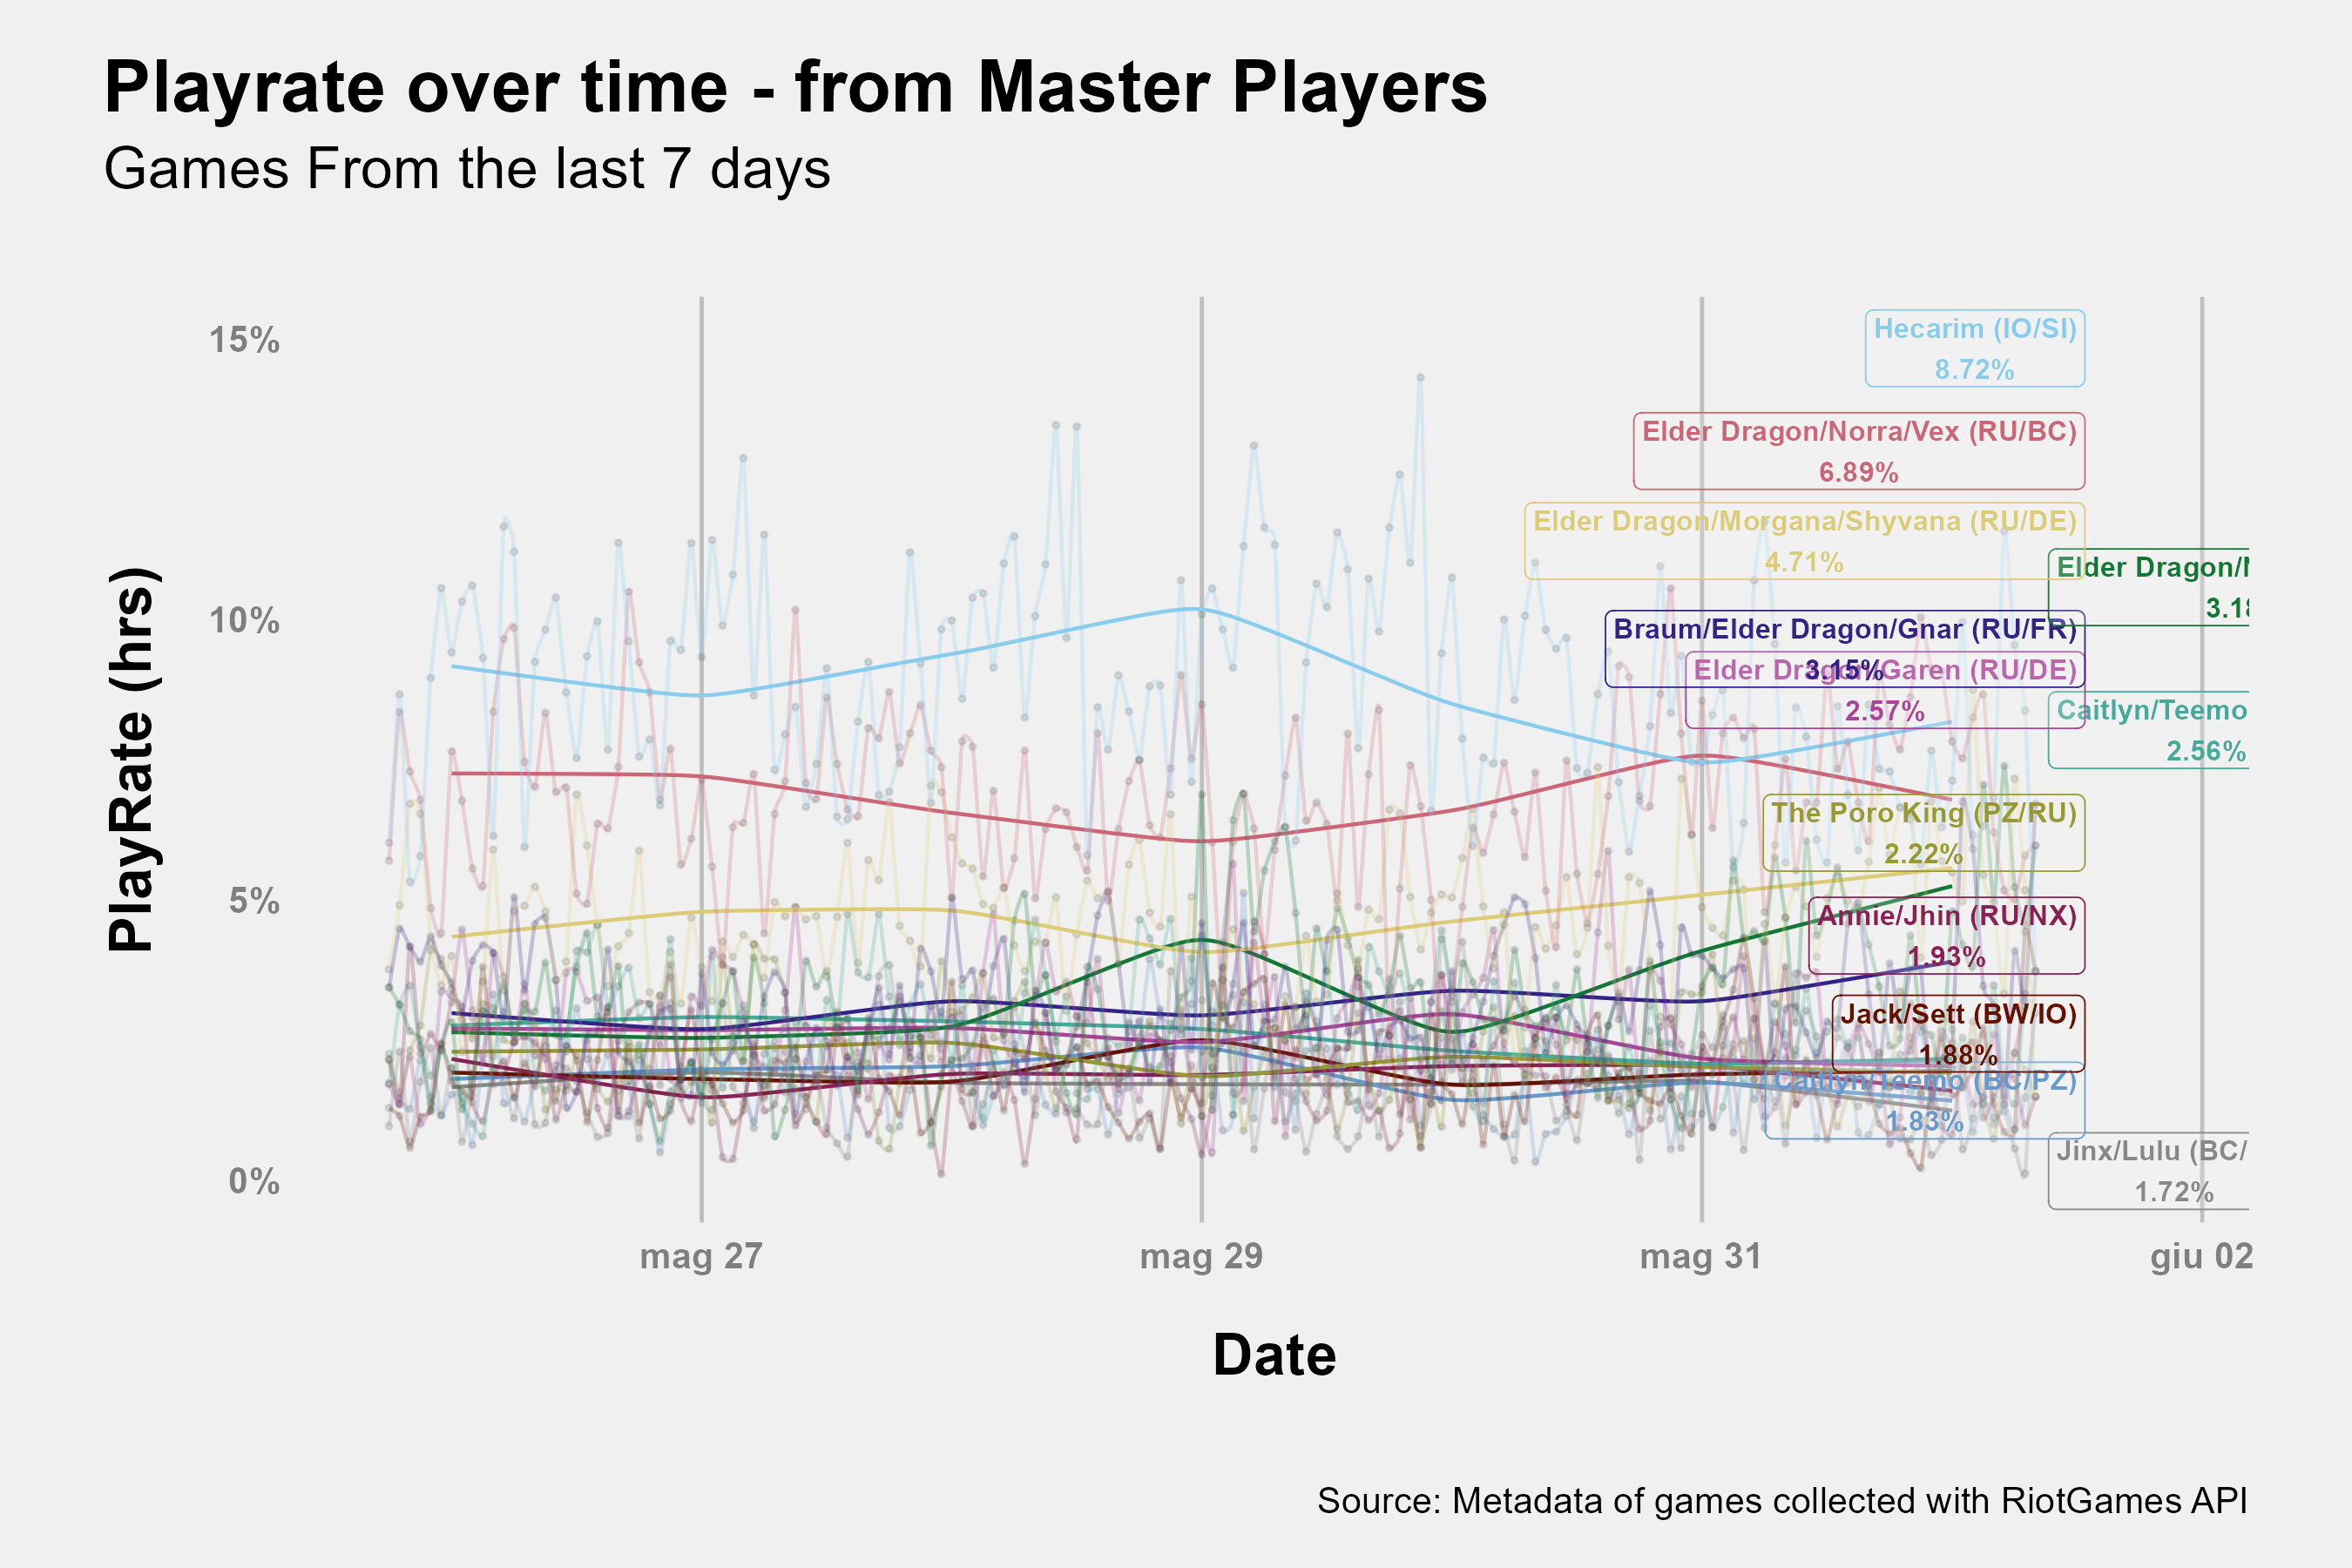 Playrate over time - from Master Players
Games From the last 7 days
PlayRate (hrs)
15%
10%
5%
0%
Hecarim (IO/SI)
8.72%
Elder Dragon/Norra/Vex (RU/BC)
6.89%
Elder Dragon/Morgana/Shyvana (RU/DE)
4.71%
Elder Dragon/
3.18
Braum/Elder Dragon/Gnar (RU/FR)
3.15%
Elder Dragon/Garen (RU/DE)
2.57%
Caitlyn/Teemo
2.56%
The Poro King (PZ/RU)
2.22%
Annie/Jhin (RU/NX)
1.93%
Jack/Sett (BW/IO)
1.88%
Caitlyn/Teemo (BC/PZ)
1.83%
Jinx/Lulu (BC/
1.72%
mag 27
mag 29
mag 31
giu 02
Date
Source: Metadata of games collected with RiotGames API